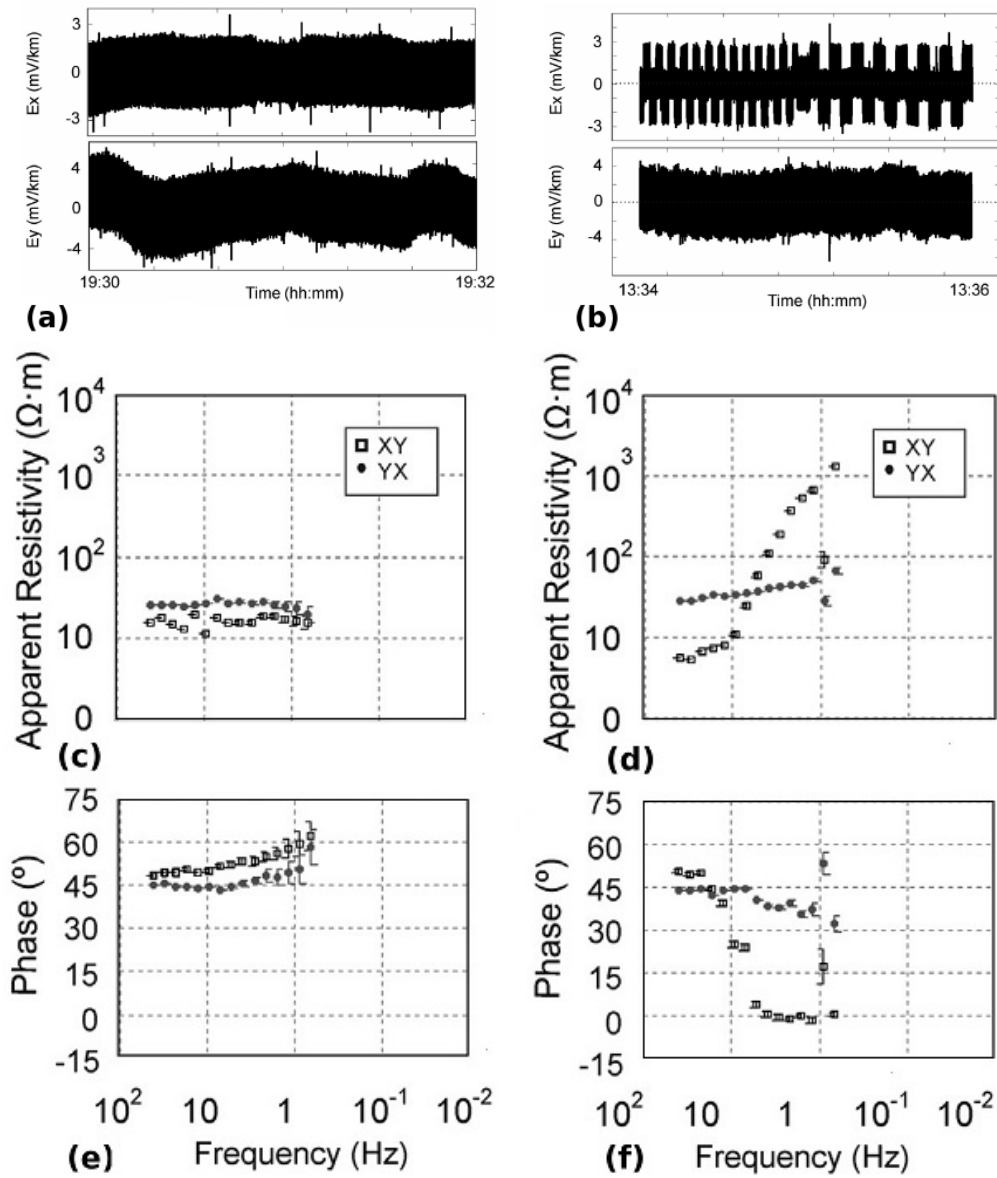 3
0
-3
Ex (mV/km)
4
0
-4
Ey (mV/km)
19:30
19:32
Time (hh:mm)
(a)
3
0
-3
Ex (mV/km)
4
0
-4
Ey (mV/km)
13:34
13:36
Time (hh:mm)
(b)
Apparent Resistivity (Ω·m)
10^4
10^3
10^2
10
0
XY
YX
(c)
Apparent Resistivity (Ω·m)
10^4
10^3
10^2
10
0
XY
YX
(d)
Phase (º)
75
60
45
30
15
0
-15
10^2 10 1 10^-1 10^-2
Frequency (Hz)
(e)
Phase (º)
75
60
45
30
15
0
-15
10^2 10 1 10^-1 10^-2
Frequency (Hz)
(f)